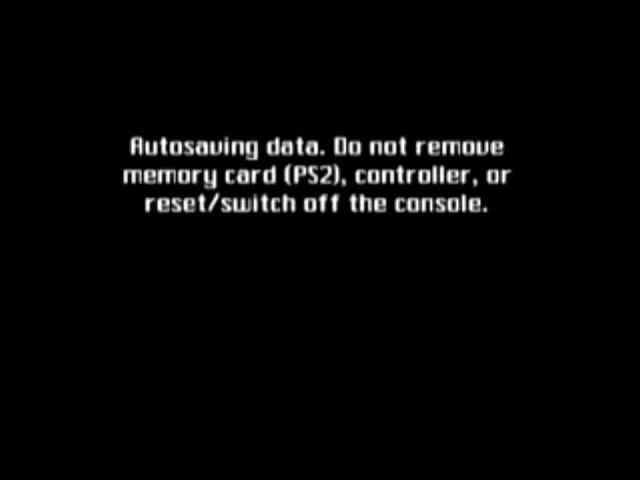 Autosaving data. Do not remove
memory card (PS2), controller, or
reset/switch off the console.